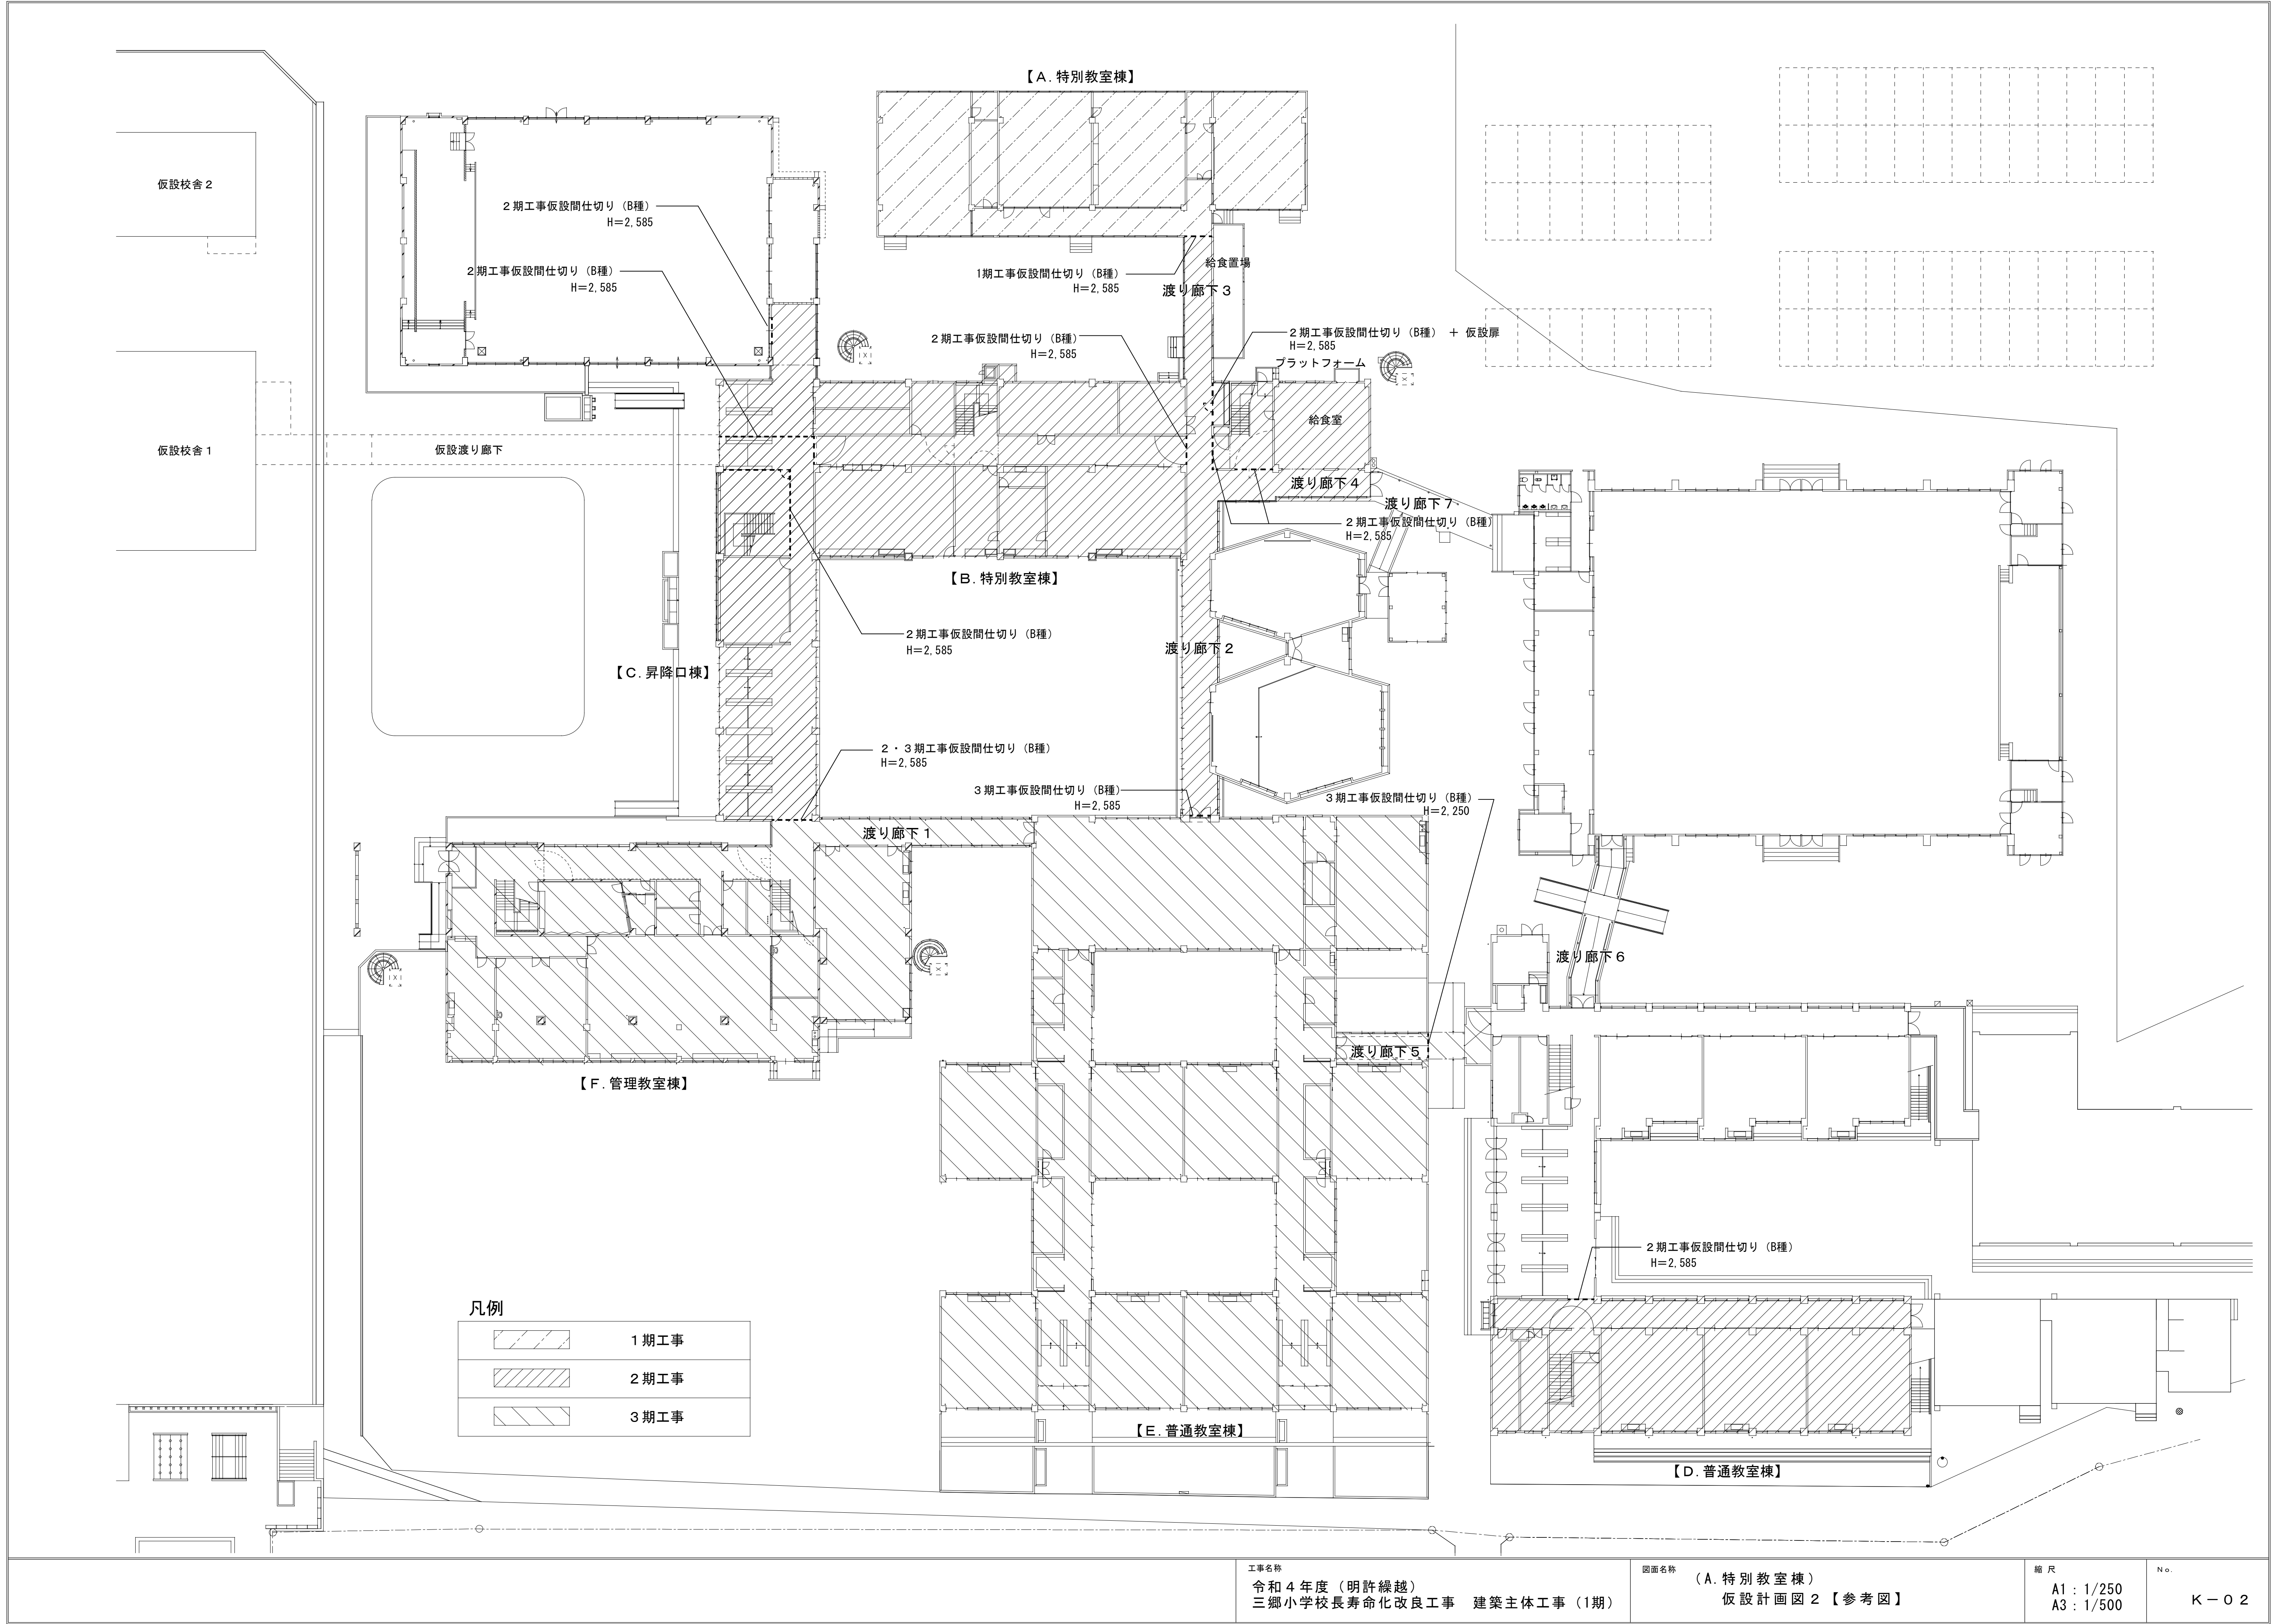 【Ａ.特別教室棟】
仮設校舎２
２期工事仮設間仕切り（B種）
H＝2,585
２期工事仮設間仕切り（B種）
H＝2,585
1期工事仮設間仕切り（B種）
H＝2,585
給食置場
渡り廊下３
２期工事仮設間仕切り（B種）
H＝2,585
２期工事仮設間仕切り（B種） ＋ 仮設扉
H＝2,585
プラットフォーム
給食室
仮設校舎１
仮設渡り廊下
渡り廊下４
渡り廊下７
２期工事仮設間仕切り（B種）
H＝2,585
【Ｂ.特別教室棟】
２期工事仮設間仕切り（B種）
H＝2,585
渡り廊下２
【Ｃ.昇降口棟】
２・３期工事仮設間仕切り（B種）
H＝2,585
３期工事仮設間仕切り（B種）
H＝2,585
３期工事仮設間仕切り（B種）
H＝2,250
渡り廊下１
渡り廊下６
渡り廊下５
【Ｆ.管理教室棟】
２期工事仮設間仕切り（B種）
H＝2,585
凡例
１期工事
２期工事
３期工事
【Ｅ.普通教室棟】
【Ｄ.普通教室棟】
工事名称
令和４年度（明許繰越）
三郷小学校長寿命化改良工事　建築主体工事（1期）
図面名称
（A.特別教室棟）
仮設計画図２【参考図】
縮 尺
A1 : 1/250
A3 : 1/500
Ｎｏ.
Ｋ－０２